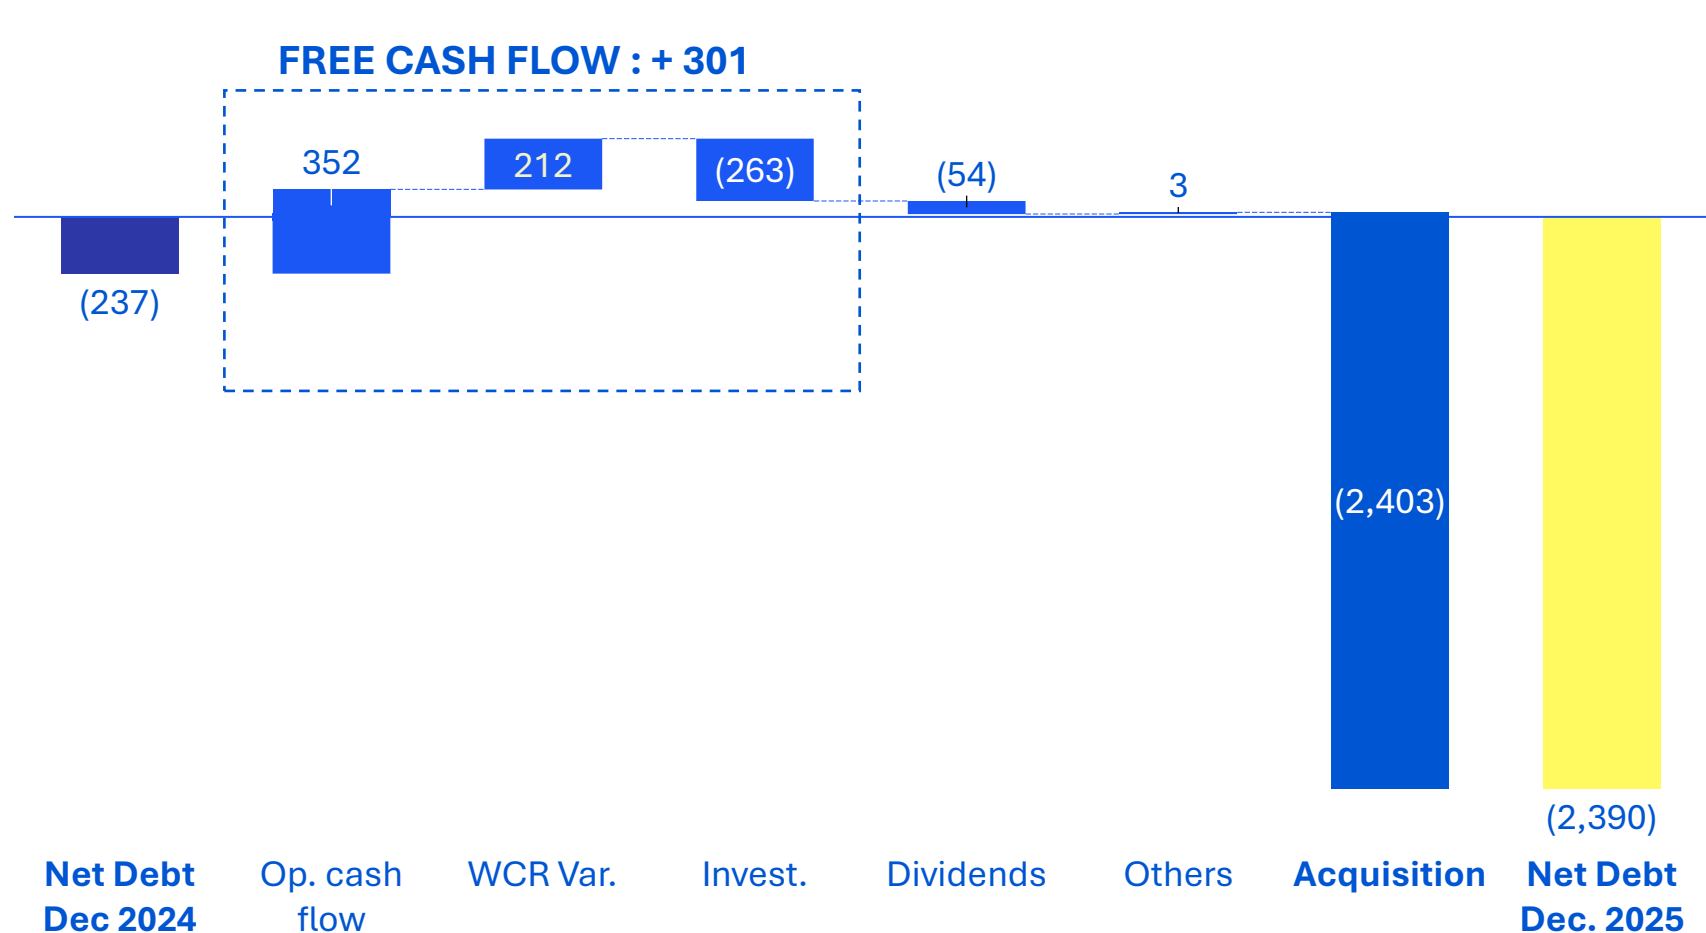 FREE CASH FLOW : + 301
352
212
(263)
(54)
3
(237)
(2,403)
(2,390)
Net Debt
Dec 2024
Op. cash
flow
WCR Var.
Invest.
Dividends
Others
Acquisition
Net Debt
Dec. 2025